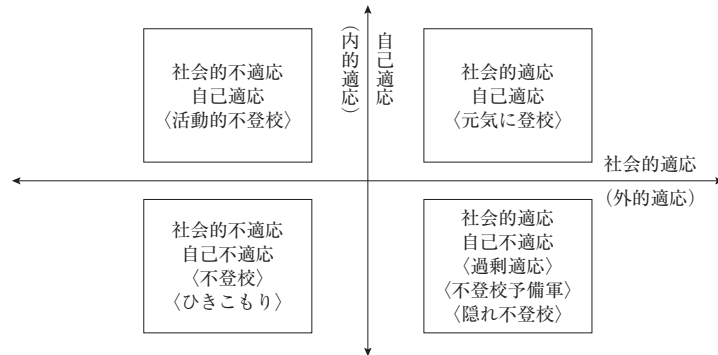 自己適応
（内的適応）
社会的不適応
自己適応
〈活動的不登校〉
社会的適応
自己適応
〈元気に登校〉
社会的適応
（外的適応）
社会的不適応
自己不適応
〈不登校〉
〈ひきこもり〉
社会的適応
自己不適応
〈過剰適応〉
〈不登校予備軍〉
〈隠れ不登校〉